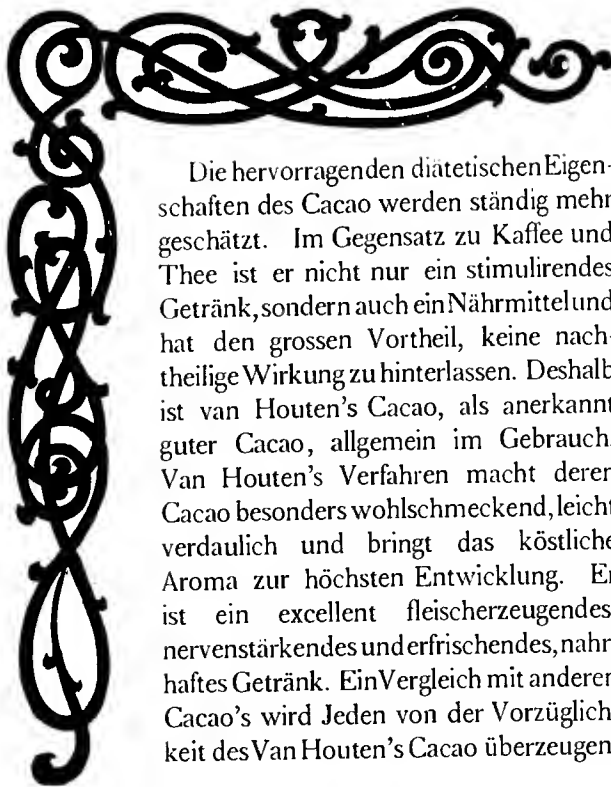 Die hervorragenden diätetischen Eigen-
schaften des Cacao werden ständig mehr
geschätzt. Im Gegensatz zu Kaffee und
Thee ist er nicht nur ein stimulirendes
Getränk, sondern auch ein Nährmittel und
hat den grossen Vortheil, keine nach-
theilige Wirkung zu hinterlassen. Deshalb
ist van Houten's Cacao, als anerkannt
guter Cacao, allgemein im Gebrauch.
Van Houten's Verfahren macht deren
Cacao besonders wohlschmeckend, leicht
verdaulich und bringt das köstliche
Aroma zur höchsten Entwicklung. Er
ist ein excellent fleischerzeugendes,
nervenstärkendes und erfrischendes, nahr
haftes Getränk. Ein Vergleich mit anderen
Cacao's wird Jeden von der Vorzüglich
keit des Van Houten's Cacao überzeugen